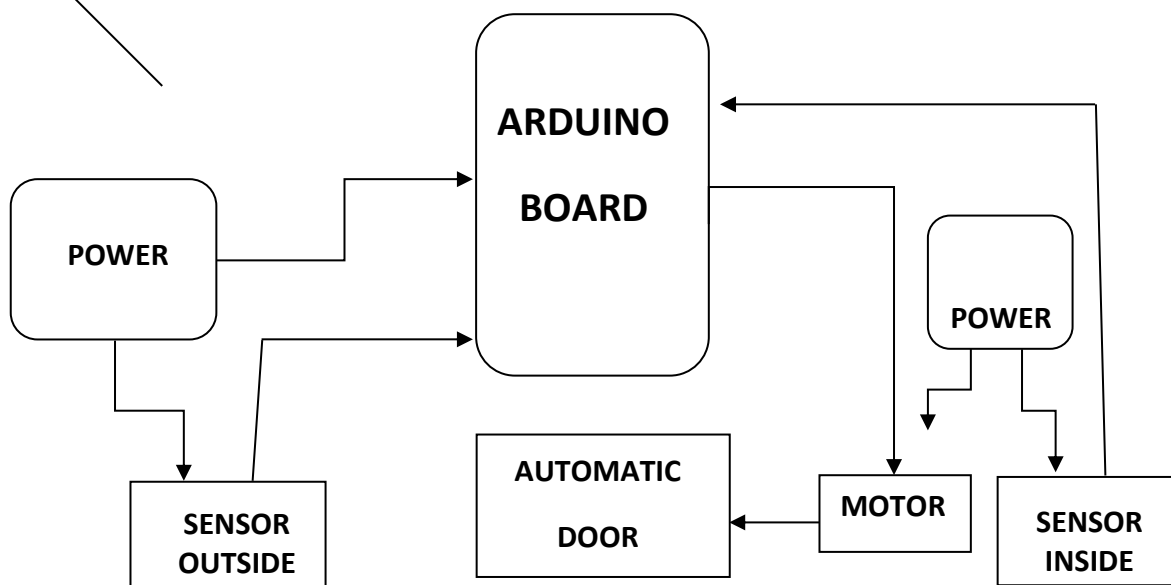 ARDUINO
BOARD
POWER
POWER
AUTOMATIC
DOOR
MOTOR
SENSOR
OUTSIDE
SENSOR
INSIDE